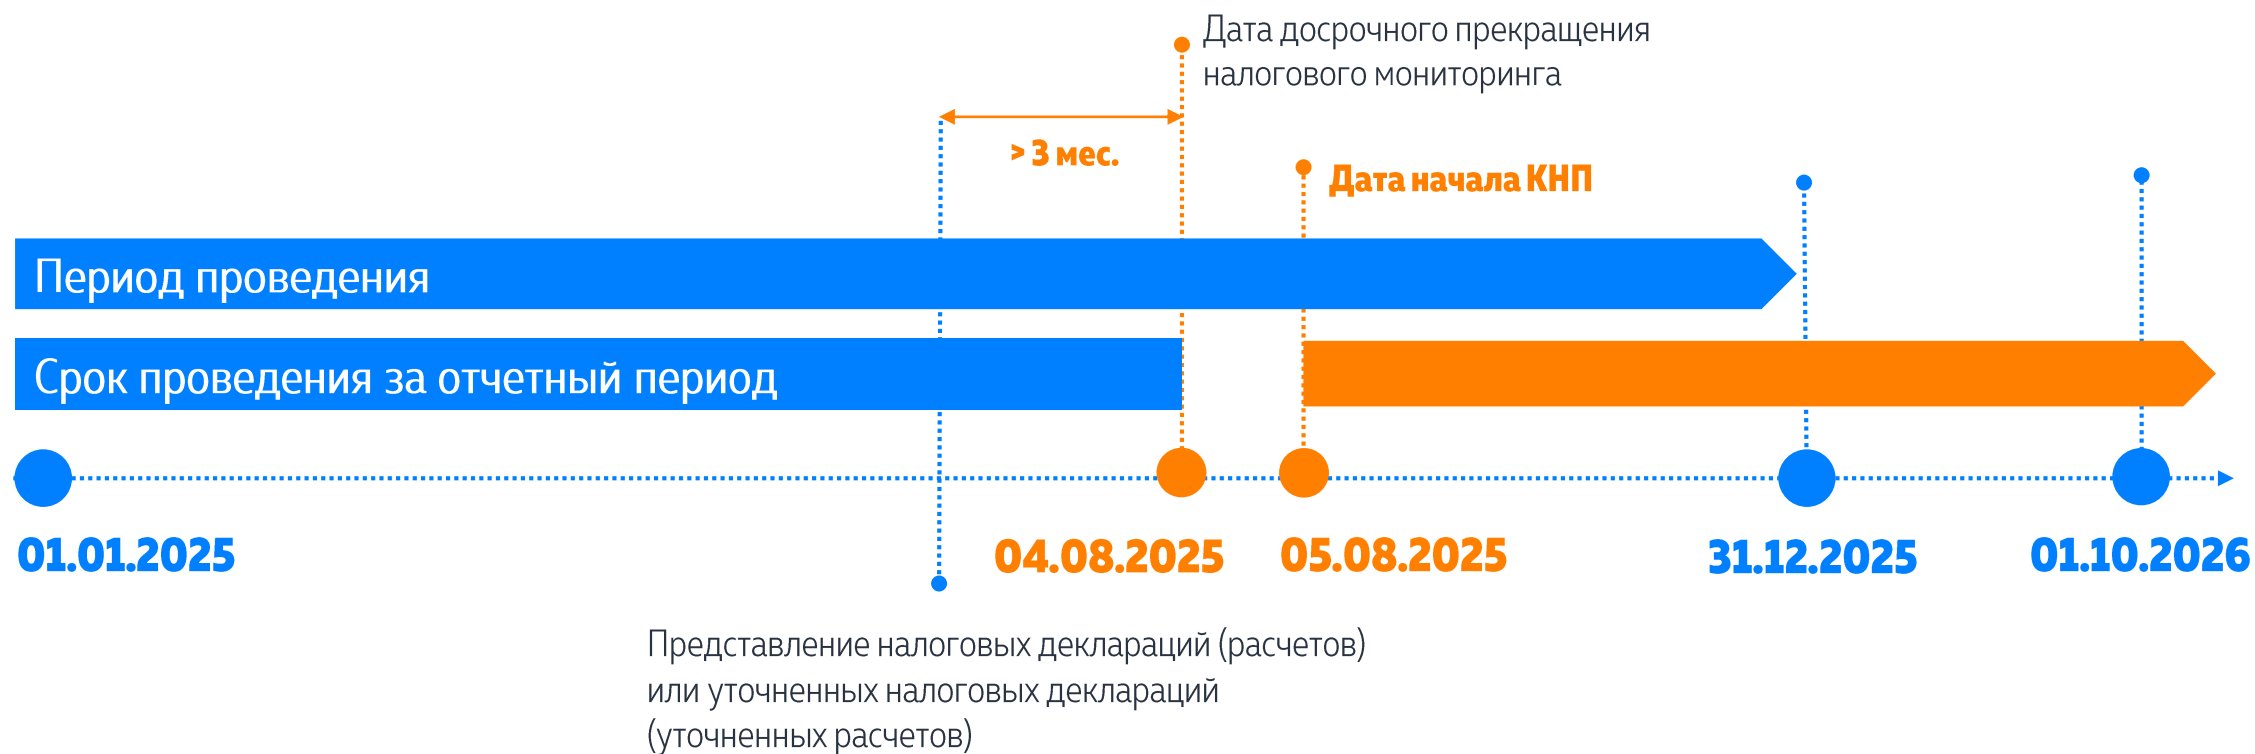 Дата досрочного прекращения
налогового мониторинга
> 3 мес.
Дата начала КНП
Период проведения
Срок проведения за отчетный период
01.01.2025
04.08.2025
05.08.2025
31.12.2025
01.10.2026
Представление налоговых деклараций (расчетов)
или уточненных налоговых деклараций
(уточненных расчетов)